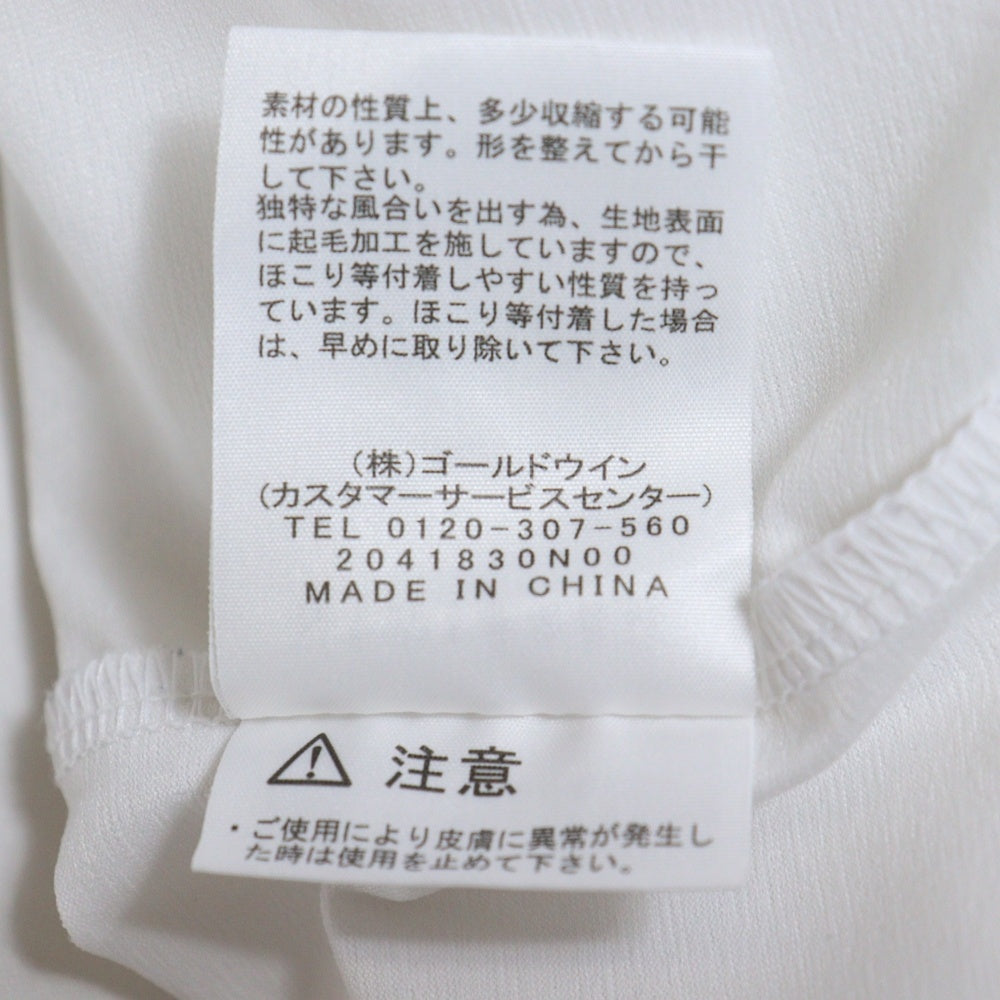 素材の性質上、多少収縮する可能
性があります。形を整えてから干
して下さい。
独特な風合いを出す為、生地表面
に起毛加工を施していますので、
ほこり等付着しやすい性質を持っ
ています。ほこり等付着した場合
は、早めに取り除いて下さい。
(株)ゴールドウイン
(カスタマーサービスセンター)
TEL 0120-307-560
2041830N00
MADE IN CHINA
注意
・ご使用により皮膚に異常が発生し
た時は使用を止めて下さい。